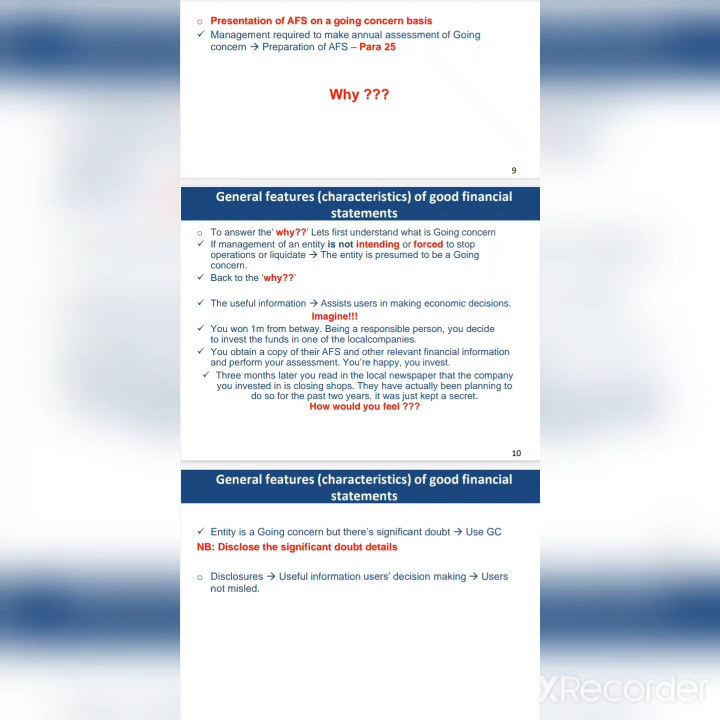 o Presentation of AFS on a going concern basis
✓ Management required to make annual assessment of Going
concern → Preparation of AFS – Para 25
Why ???
9
General features (characteristics) of good financial
statements
o To answer the' why??' Lets first understand what is Going concern
✓ If management of an entity is not intending or forced to stop
operations or liquidate → The entity is presumed to be a Going
concern.
✓ Back to the 'why??'
✓ The useful information → Assists users in making economic decisions.
Imagine!!!
✓ You won 1m from betway. Being a responsible person, you decide
to invest the funds in one of the localcompanies.
✓ You obtain a copy of their AFS and other relevant financial information
and perform your assessment. You're happy, you invest.
✓ Three months later you read in the local newspaper that the company
you invested in is closing shops. They have actually been planning to
do so for the past two years, it was just kept a secret.
How would you feel ???
10
General features (characteristics) of good financial
statements
✓ Entity is a Going concern but there's significant doubt → Use GC
NB: Disclose the significant doubt details
o Disclosures → Useful information users' decision making → Users
not misled.
XRecorder